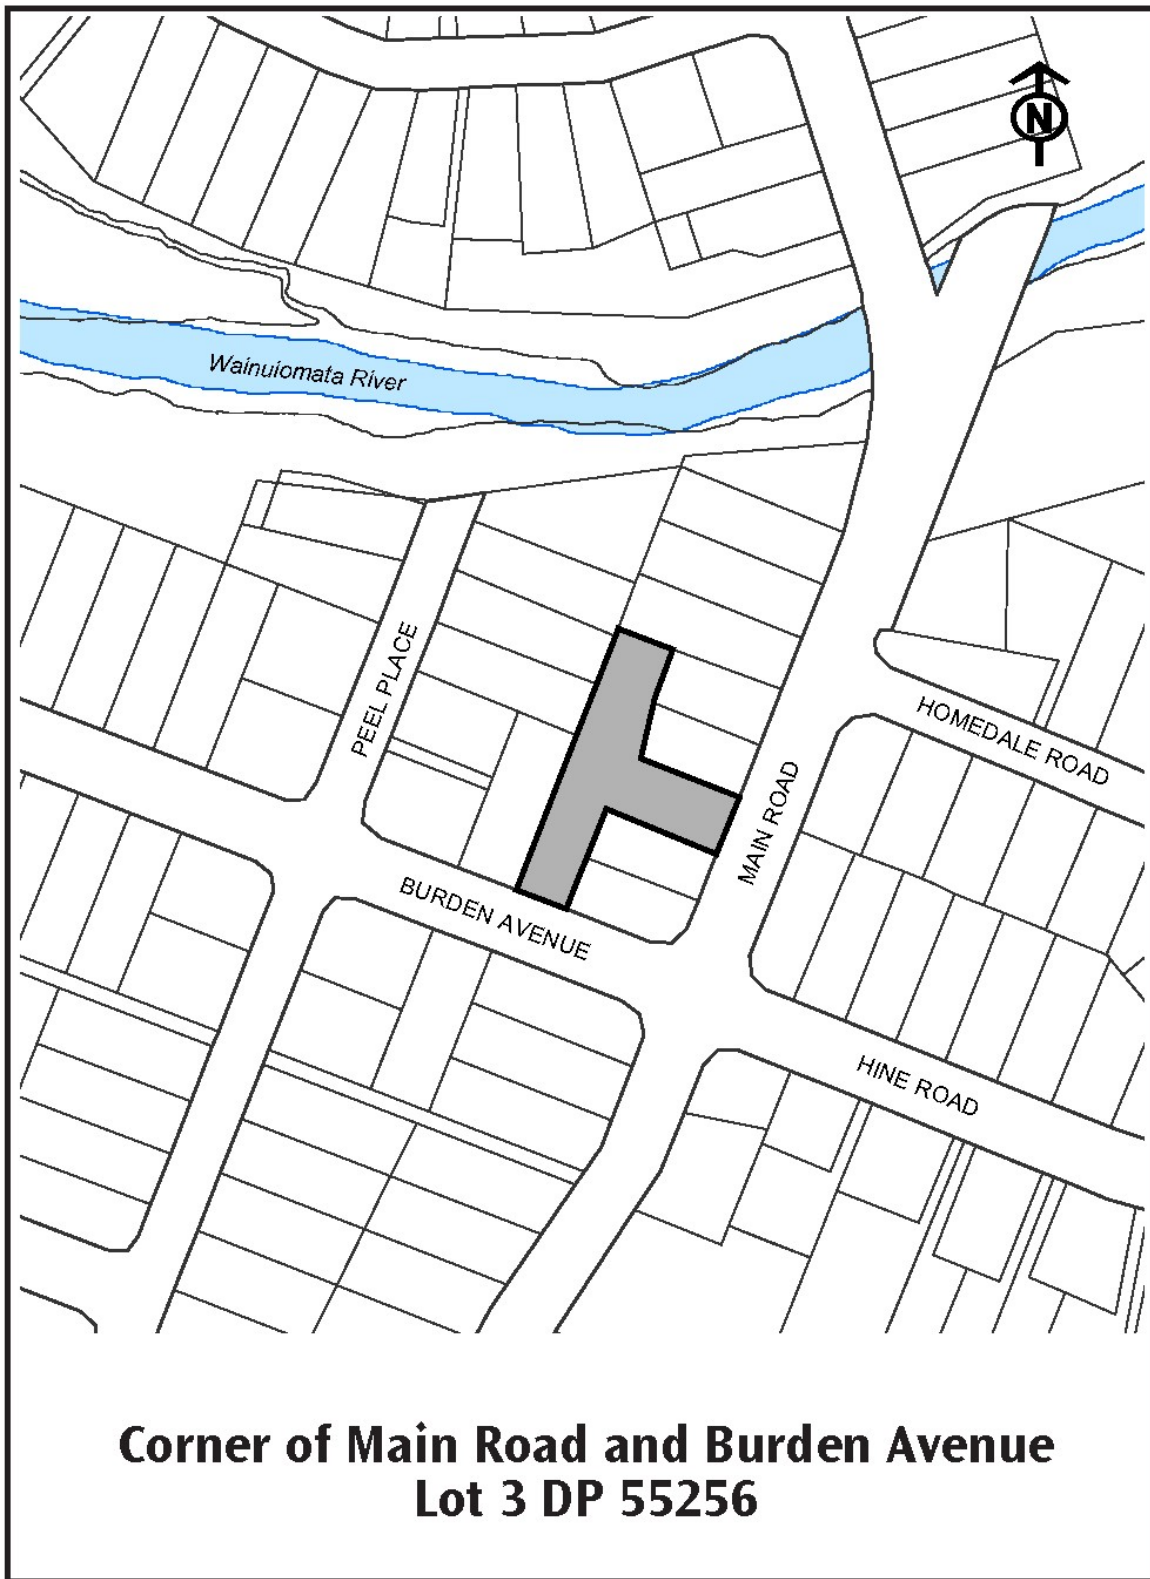 N
Wainuiomata River
PEEL PLACE
HOMEDALE ROAD
MAIN ROAD
BURDEN AVENUE
HINE ROAD
Corner of Main Road and Burden Avenue
Lot 3 DP 55256